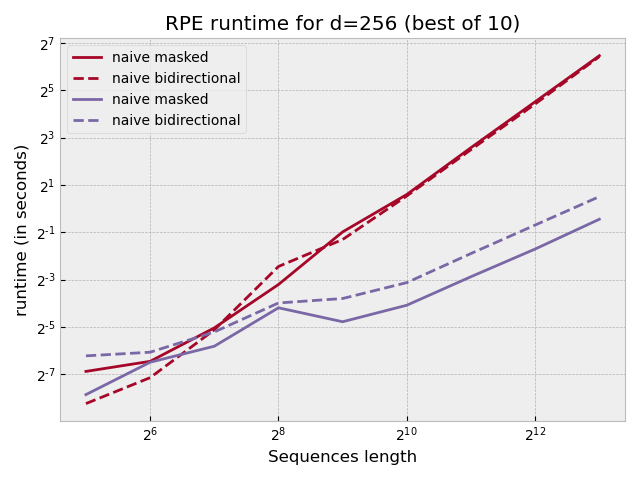 RPE runtime for d=256 (best of 10)
naive masked
naive bidirectional
naive masked
naive bidirectional
2^7
2^5
2^3
2^1
2^-1
2^-3
2^-5
2^-7
runtime (in seconds)
2^6
2^8
2^10
2^12
Sequences length